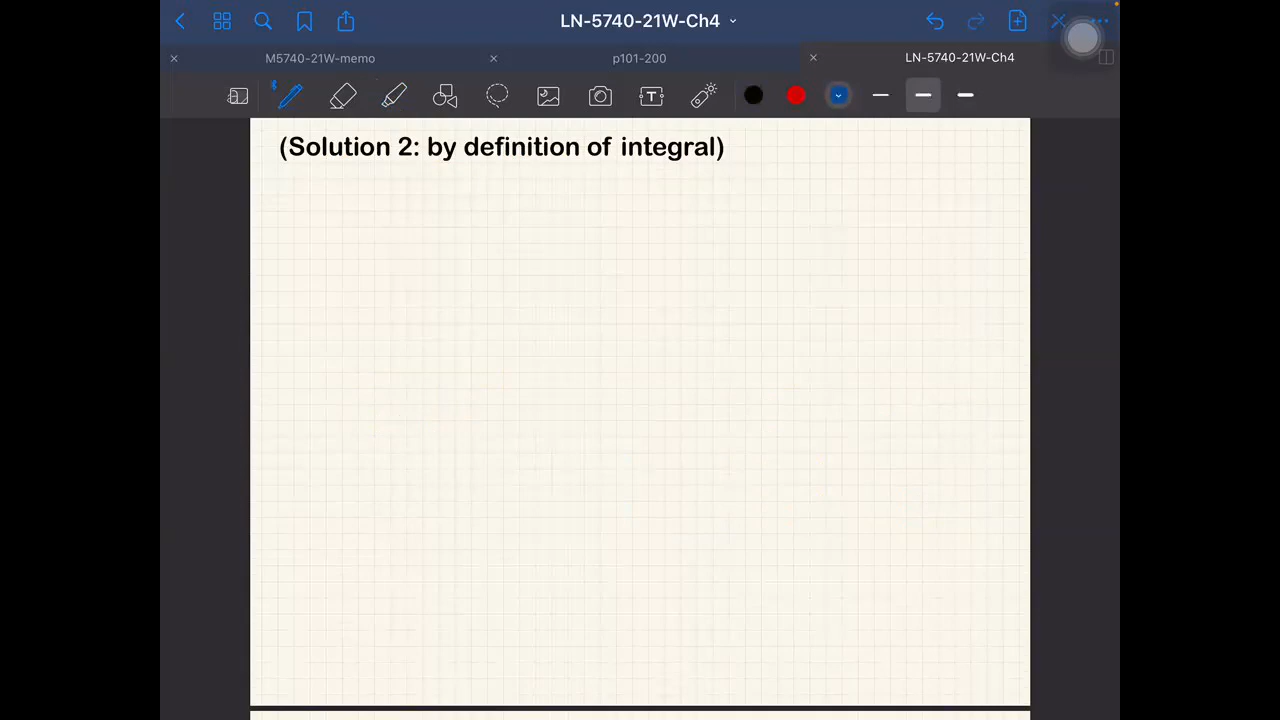 LN-5740-21W-Ch4
M5740-21W-memo
p101-200
LN-5740-21W-Ch4
T
(Solution 2: by definition of integral)